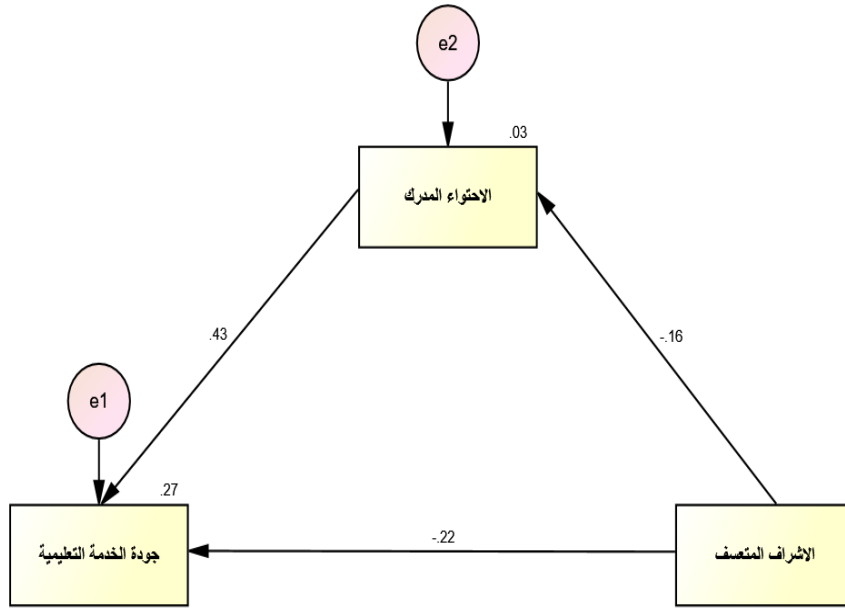 e2
.03
الاحتواء المدرك
.43
-.16
e1
.27
جودة الخدمة التعليمية
-.22
الاشراف المتعسف